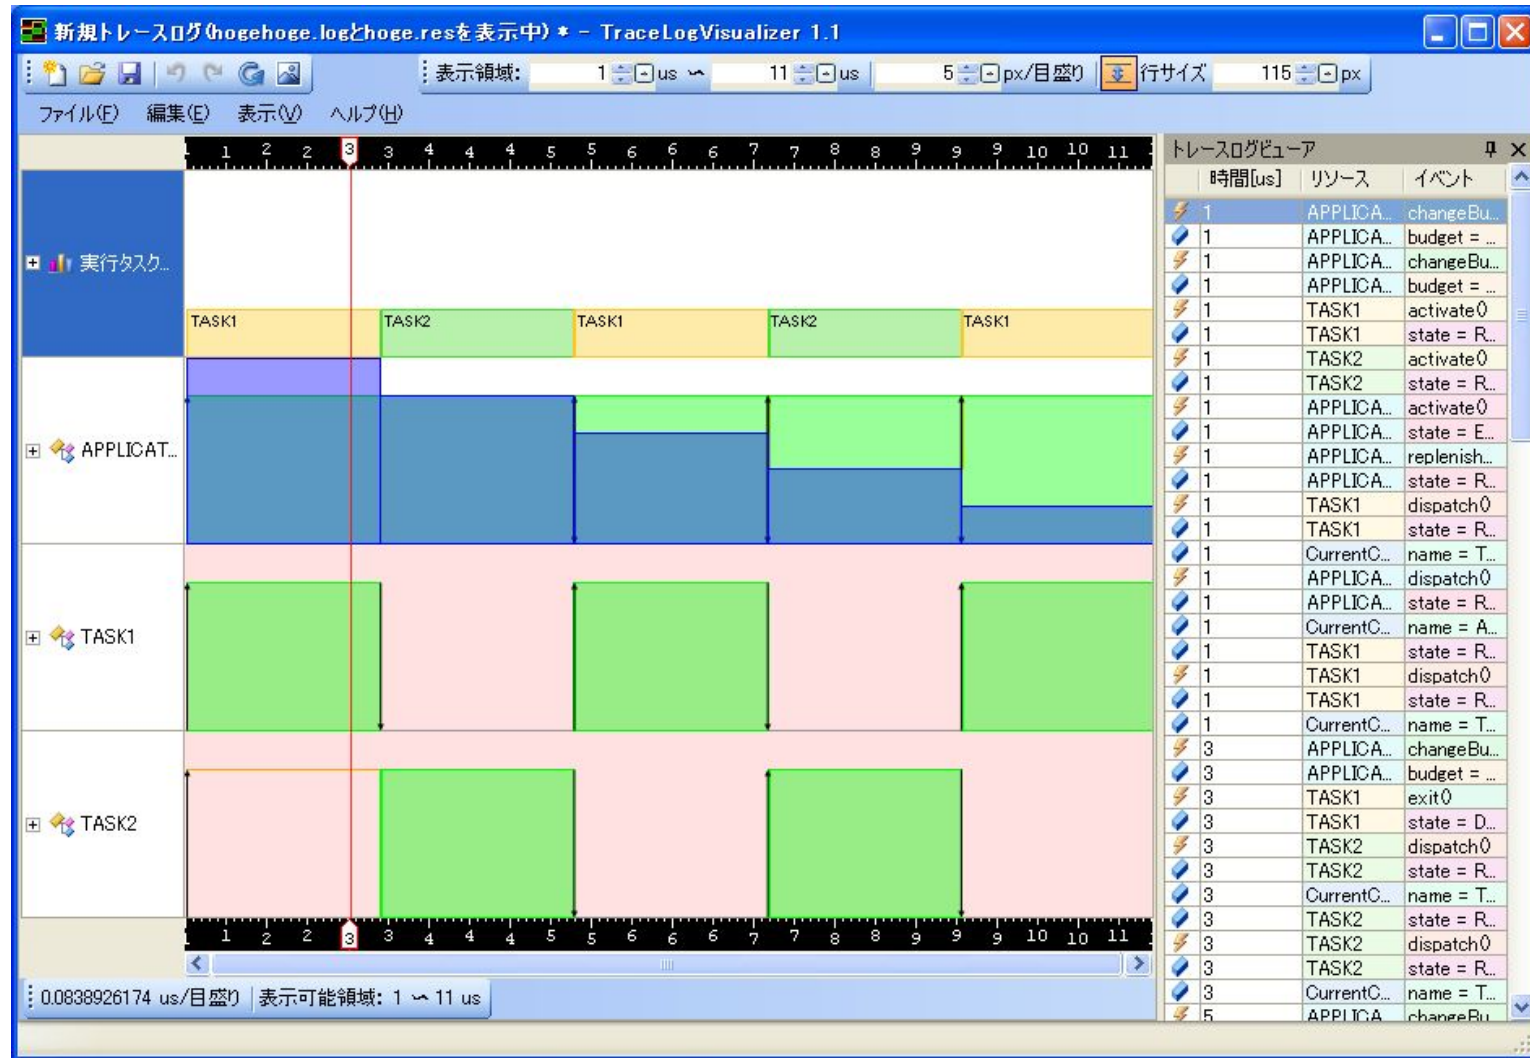 新規トレースログ(hogehoge.logとhoge.resを表示中) * - TraceLogVisualizer 1.1
表示領域: 1 us ～ 11 us 5 px/目盛り 行サイズ 115 px
ファイル(F) 編集(E) 表示(V) ヘルプ(H)
1 1 2 2 3 3 4 4 4 5 5 6 6 6 7 7 8 8 9 9 9 10 10 11
トレースログビューア
時間[us] リソース イベント
1 APPLICA... changeBu...
1 APPLICA... budget = ...
1 APPLICA... changeBu...
1 APPLICA... budget = ...
1 TASK1 activate()
1 TASK1 state = R...
1 TASK2 activate()
1 TASK2 state = R...
1 APPLICA... activate()
1 APPLICA... state = E...
1 APPLICA... replenish...
1 APPLICA... state = R...
1 TASK1 dispatch()
1 TASK1 state = R...
1 CurrentC... name = T...
1 APPLICA... dispatch()
1 APPLICA... state = R...
1 CurrentC... name = A...
1 TASK1 state = R...
1 TASK1 dispatch()
1 TASK1 state = R...
1 CurrentC... name = T...
3 APPLICA... changeBu...
3 APPLICA... budget = ...
3 TASK1 exit()
3 TASK1 state = D...
3 TASK2 dispatch()
3 TASK2 state = R...
3 CurrentC... name = T...
3 TASK2 state = R...
3 TASK2 dispatch()
3 TASK2 state = R...
3 CurrentC... name = T...
5 APPLICA changeBu
実行タスク...
TASK1 TASK2 TASK1 TASK2 TASK1
APPLICAT...
TASK1
TASK2
1 1 2 2 3 3 4 4 4 5 5 6 6 6 7 7 8 8 9 9 9 10 10 11
0.0838926174 us/目盛り 表示可能領域: 1 ～ 11 us